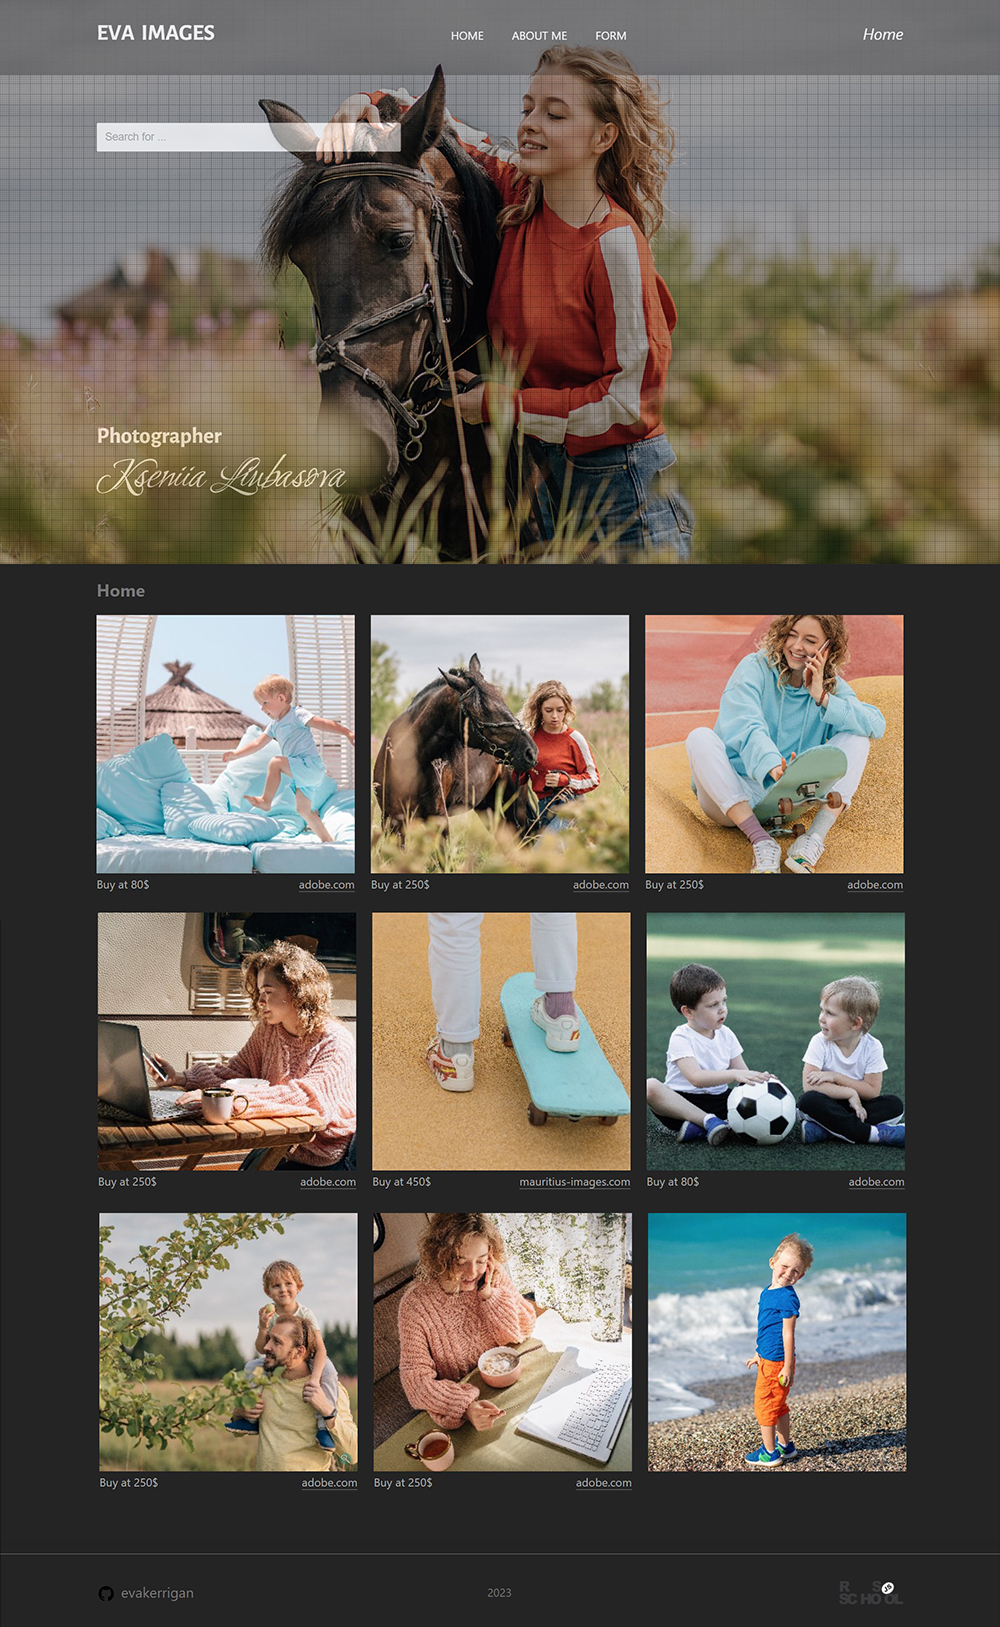 EVA IMAGES
HOME ABOUT ME FORM
Home
Search for ...
Photographer
Kseniia Liubasova
Home
Buy at 80$ adobe.com
Buy at 250$ adobe.com
Buy at 250$ adobe.com
Buy at 250$ adobe.com
Buy at 450$ mauritius-images.com
Buy at 80$ adobe.com
Buy at 250$ adobe.com
Buy at 250$ adobe.com
evakerrigan
2023
R S
SCHOOL